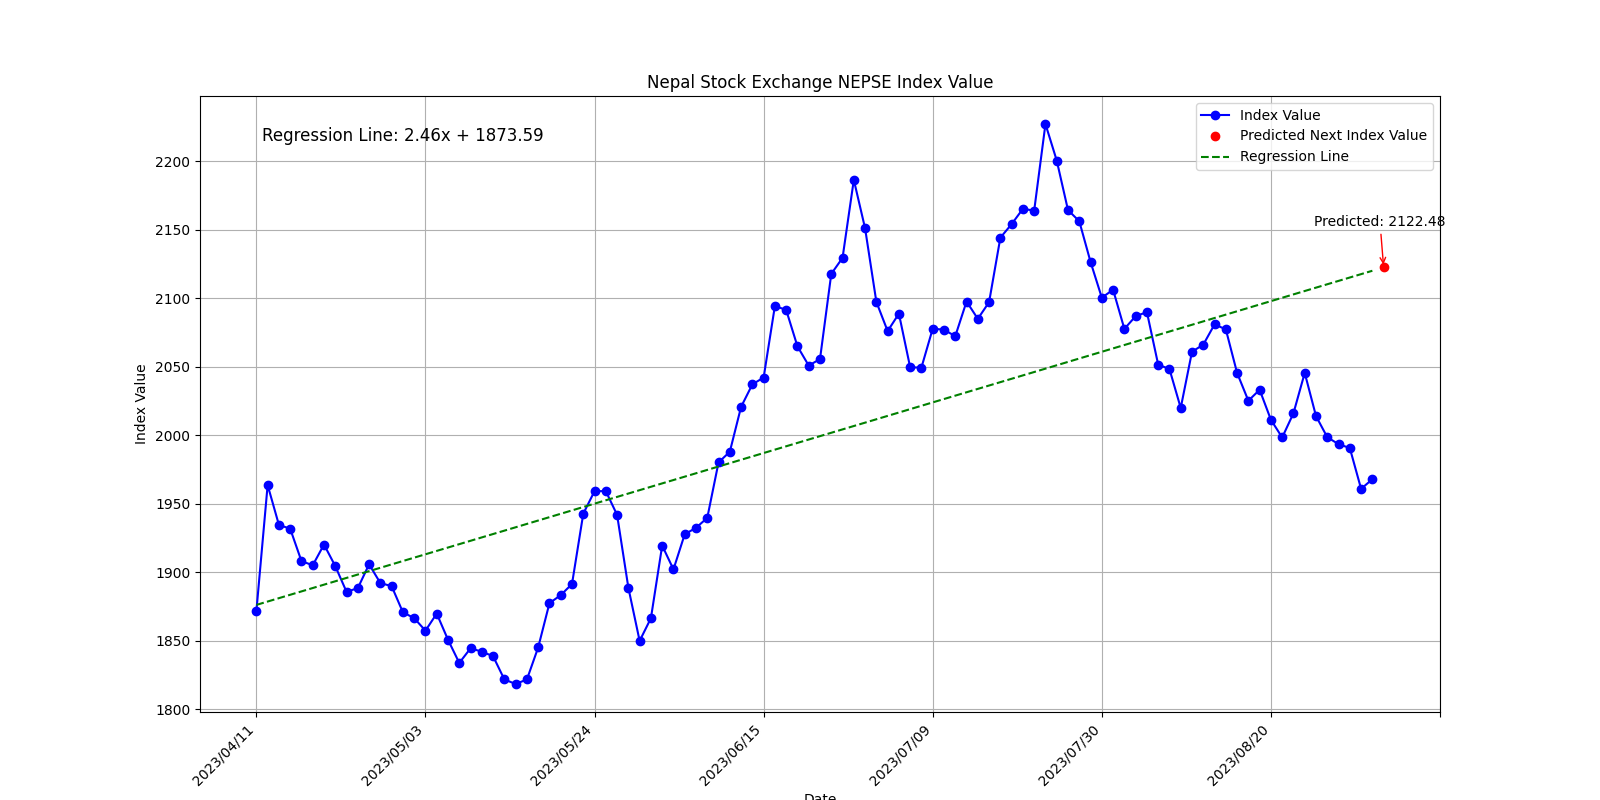 Nepal Stock Exchange NEPSE Index Value
Regression Line: 2.46x + 1873.59
Index Value
Predicted Next Index Value
Regression Line
Predicted: 2122.48
Index Value
2200
2150
2100
2050
2000
1950
1900
1850
1800
2023/04/11
2023/05/03
2023/05/24
2023/06/15
2023/07/09
2023/07/30
2023/08/20
Date